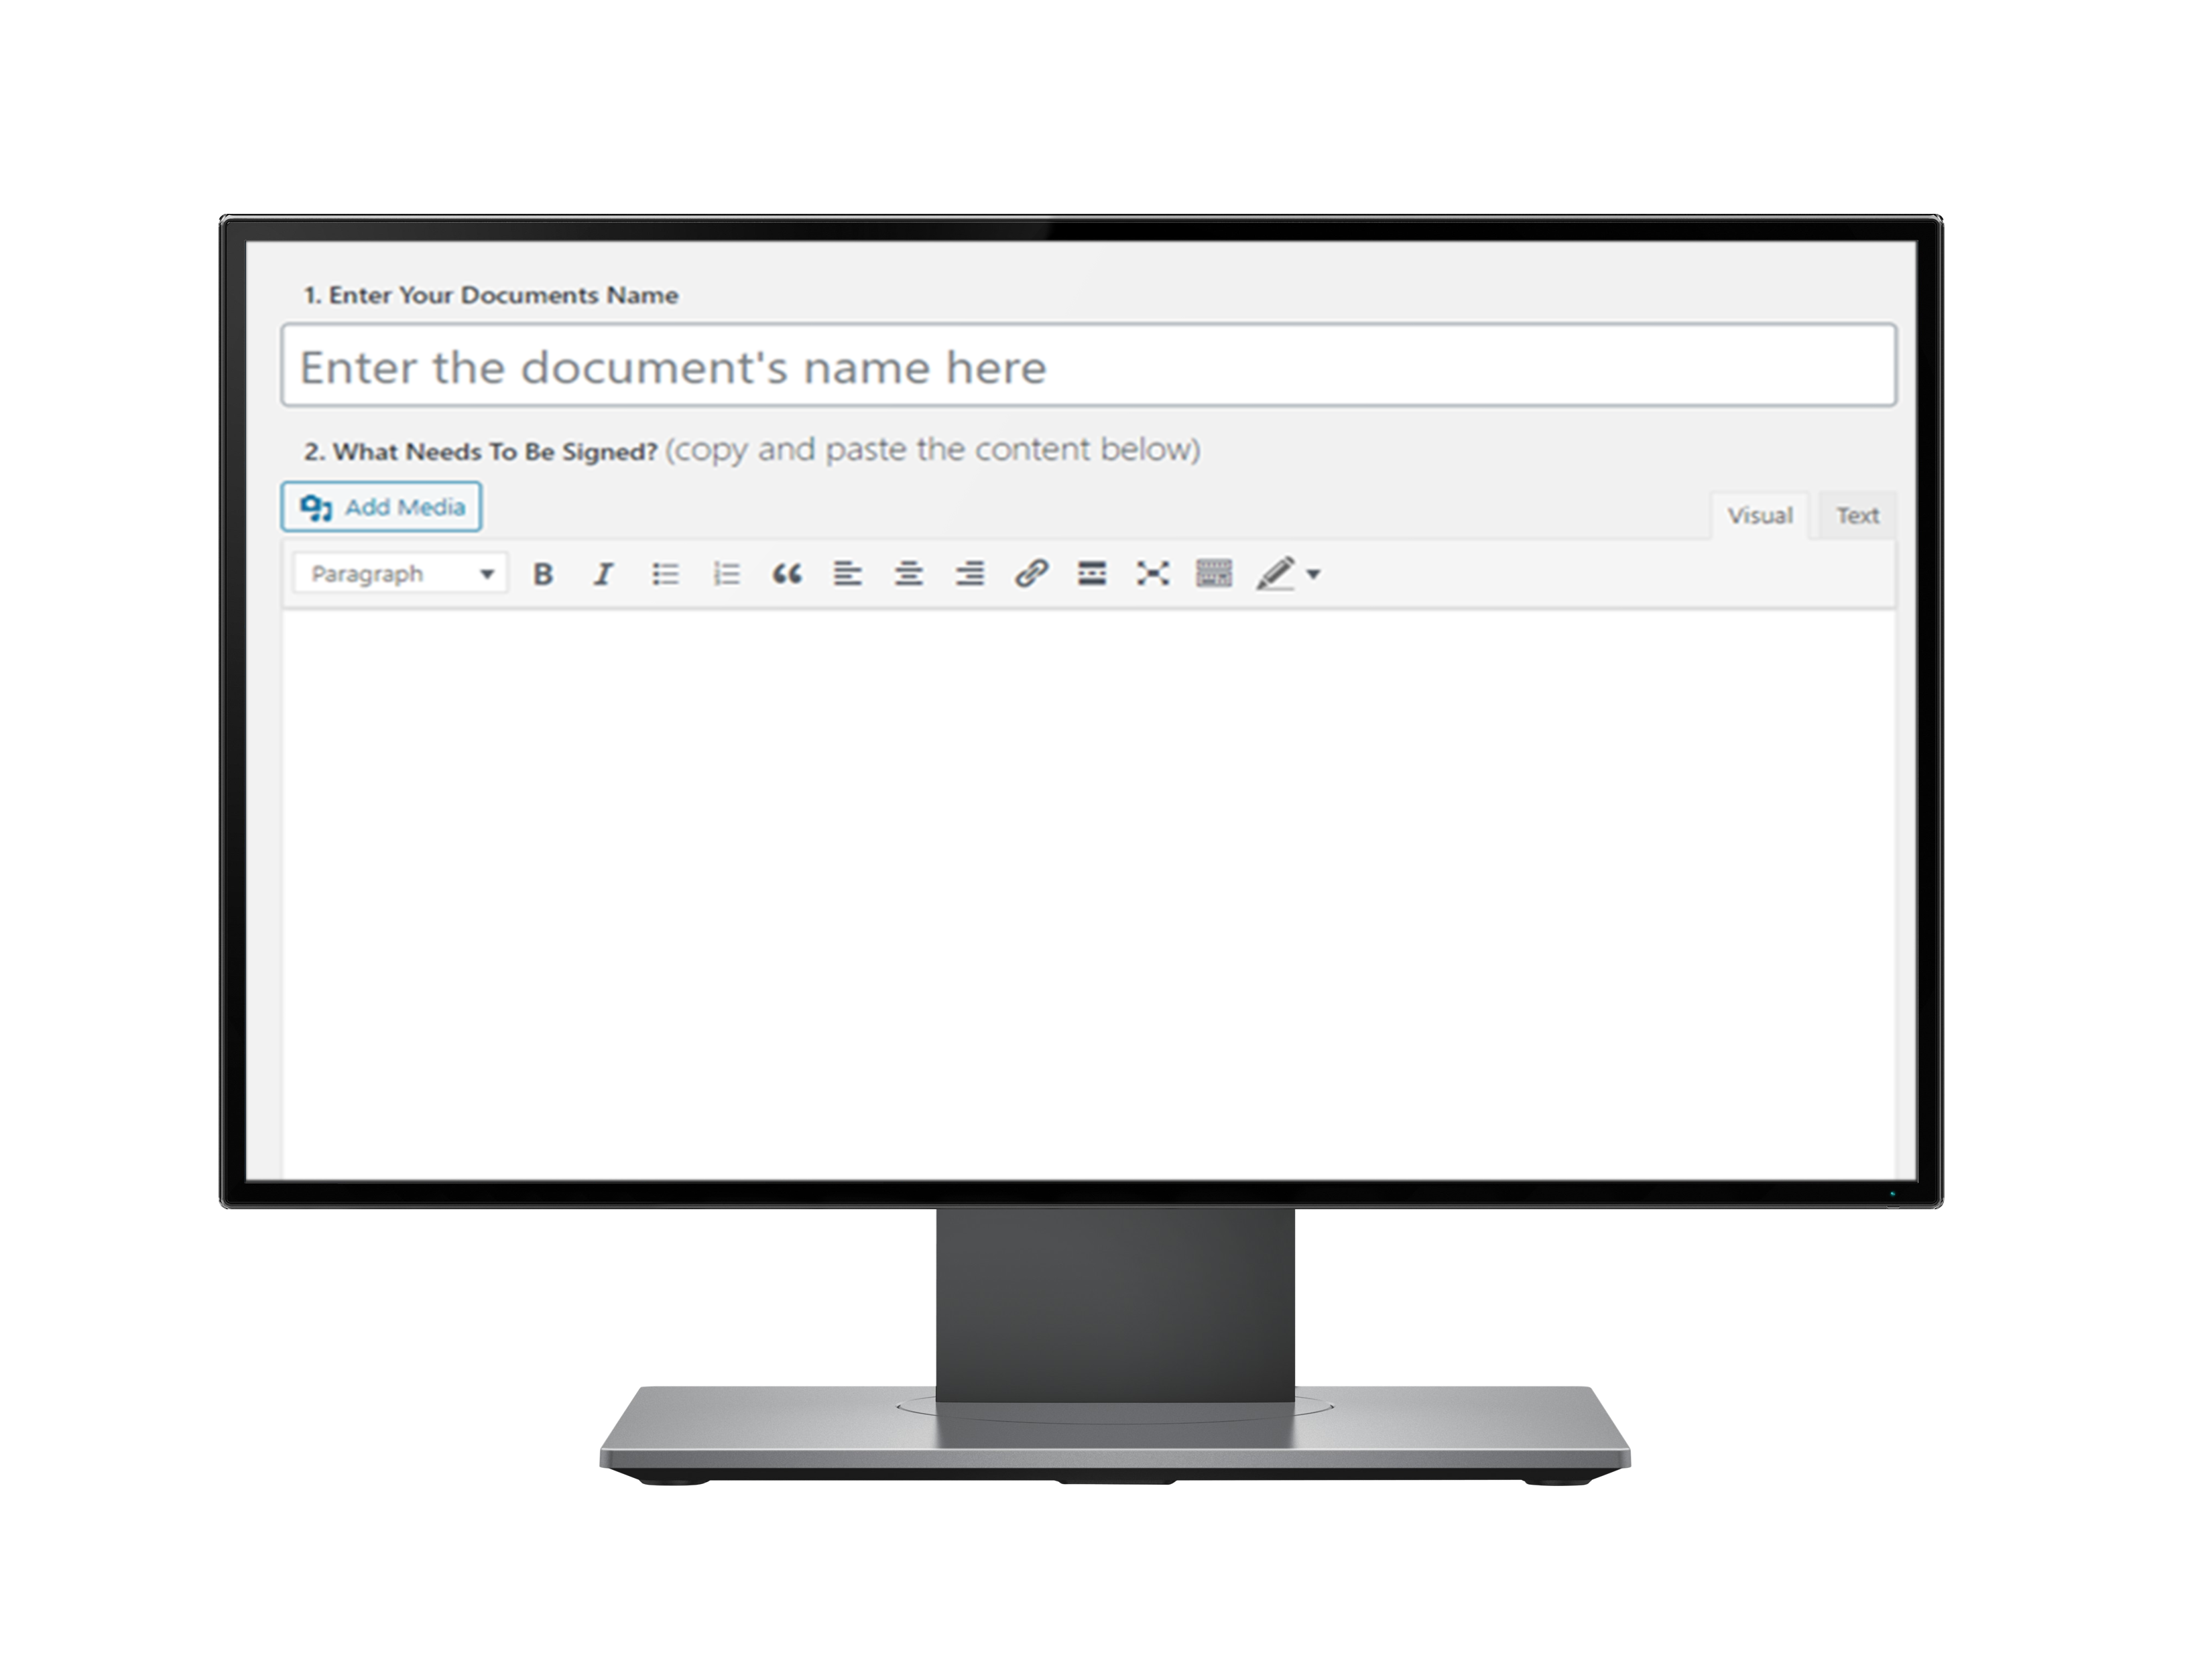 1. Enter Your Documents Name
Enter the document's name here
2. What Needs To Be Signed? (copy and paste the content below)
Add Media
Visual Text
Paragraph B I